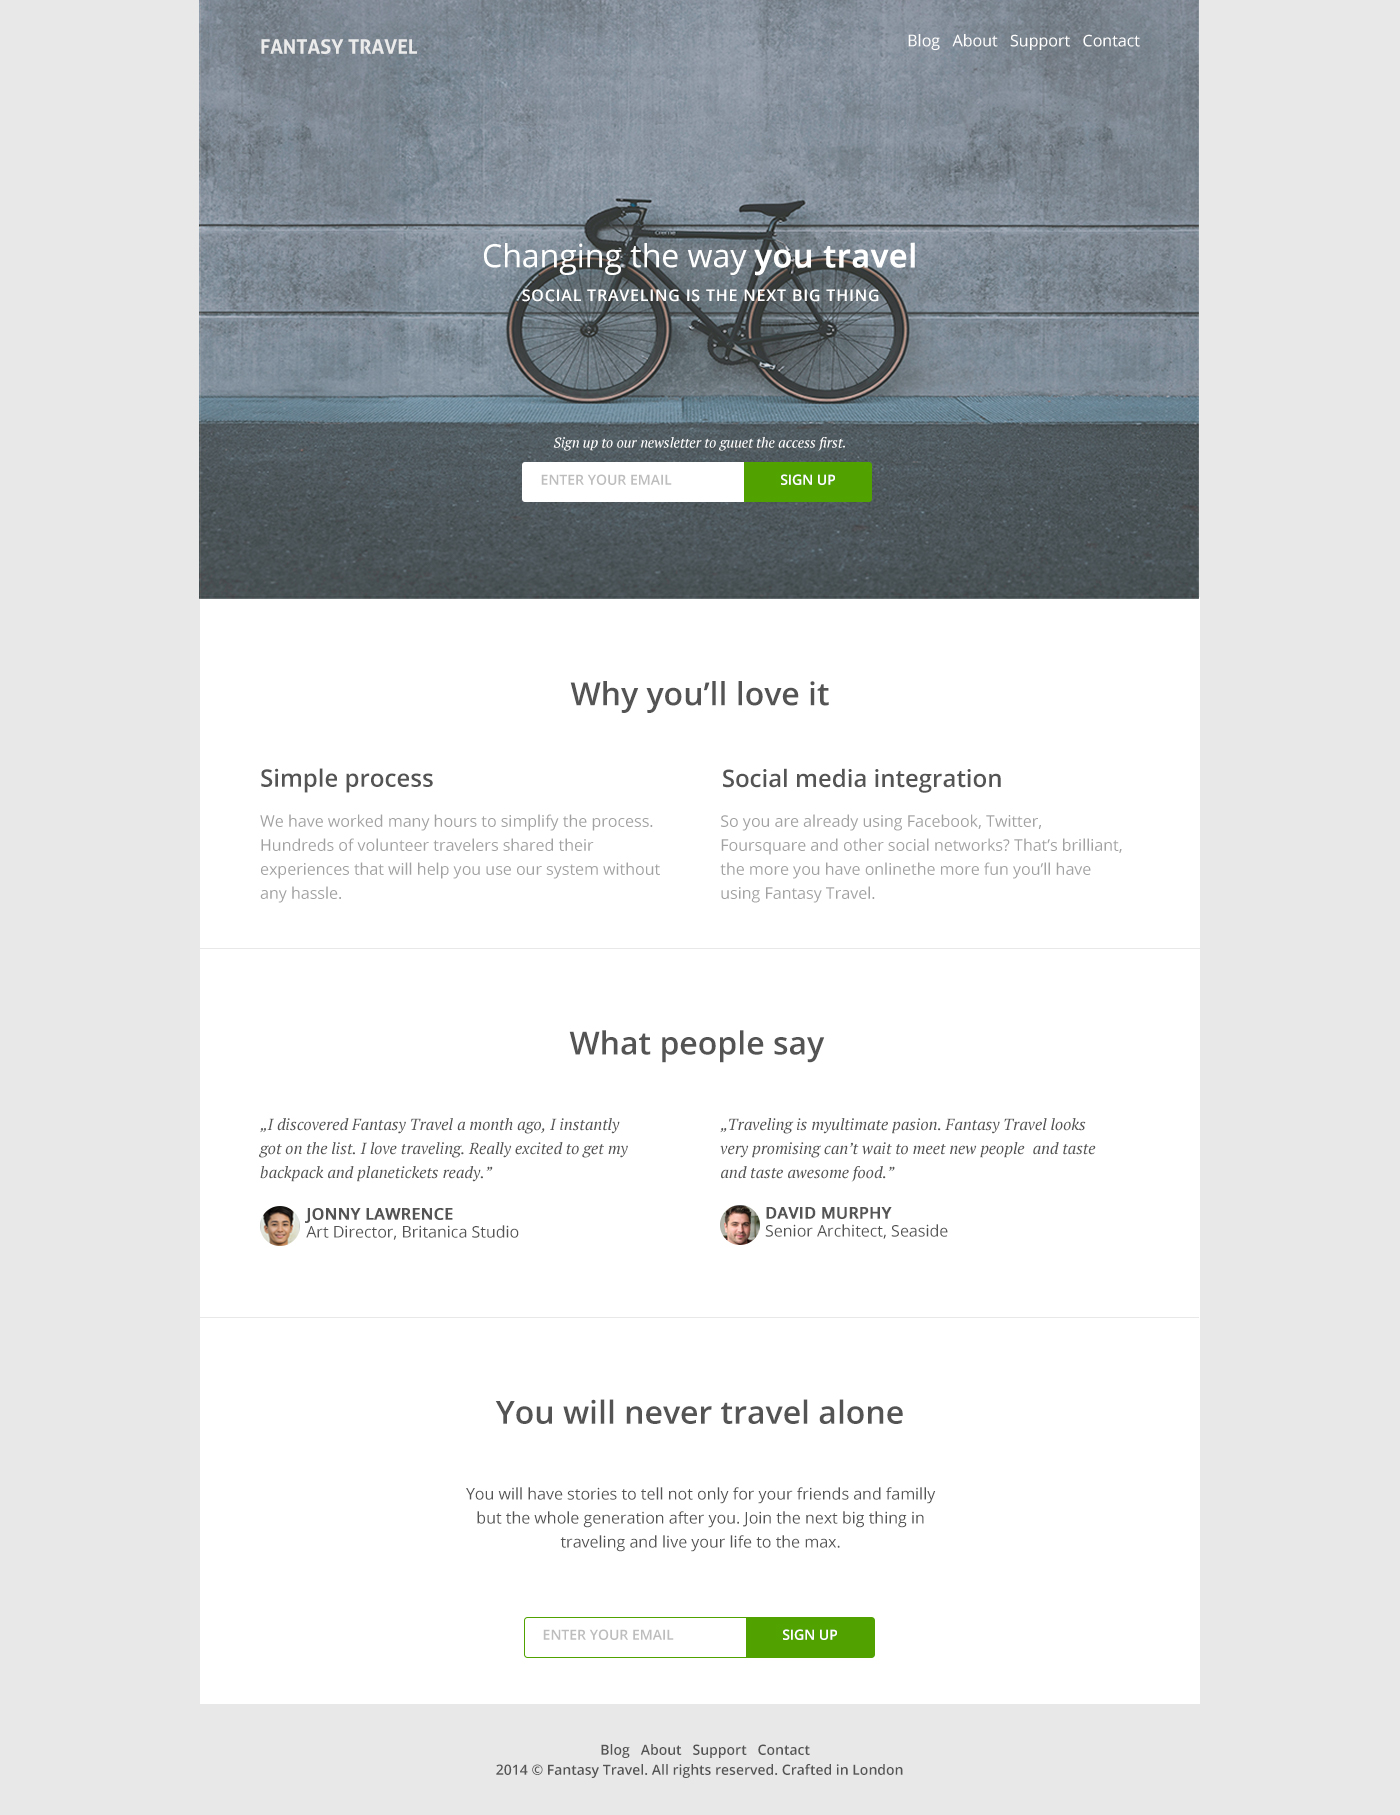 FANTASY TRAVEL
Blog About Support Contact
Changing the way you travel
SOCIAL TRAVELING IS THE NEXT BIG THING
Sign up to our newsletter to guuet the access first.
ENTER YOUR EMAIL SIGN UP
Why you’ll love it
Simple process
We have worked many hours to simplify the process.
Hundreds of volunteer travelers shared their
experiences that will help you use our system without
any hassle.
Social media integration
So you are already using Facebook, Twitter,
Foursquare and other social networks? That’s brilliant,
the more you have onlinethe more fun you’ll have
using Fantasy Travel.
What people say
„I discovered Fantasy Travel a month ago, I instantly
got on the list. I love traveling. Really excited to get my
backpack and planetickets ready.”
JONNY LAWRENCE
Art Director, Britanica Studio
„Traveling is myultimate pasion. Fantasy Travel looks
very promising can’t wait to meet new people  and taste
and taste awesome food.”
DAVID MURPHY
Senior Architect, Seaside
You will never travel alone
You will have stories to tell not only for your friends and familly
but the whole generation after you. Join the next big thing in
traveling and live your life to the max.
ENTER YOUR EMAIL SIGN UP
Blog About Support Contact
2014 © Fantasy Travel. All rights reserved. Crafted in London